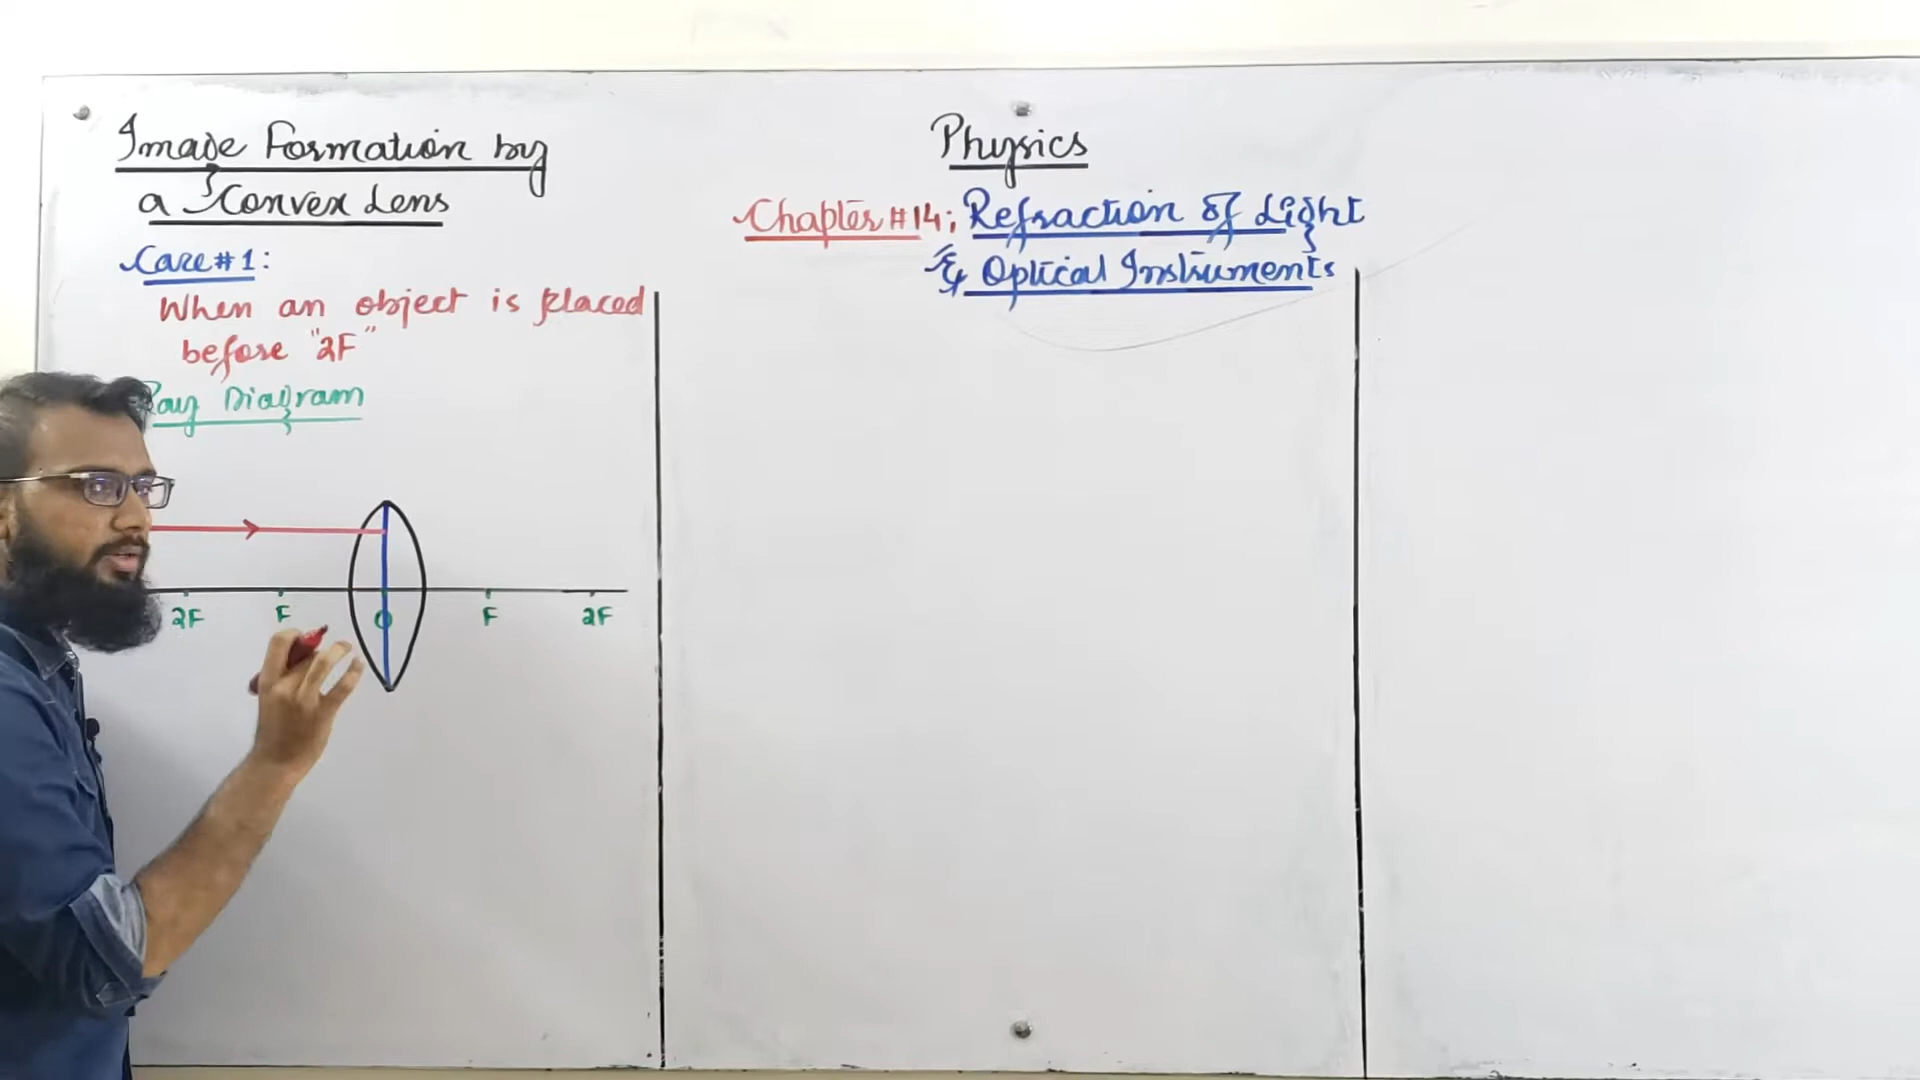 Image Formation by
a Convex Lens
Case#1:
When an object is placed
before "2F"
Ray Diagram
2F F O F 2F
Physics
Chapter#14; Refraction of Light
& Optical Instruments